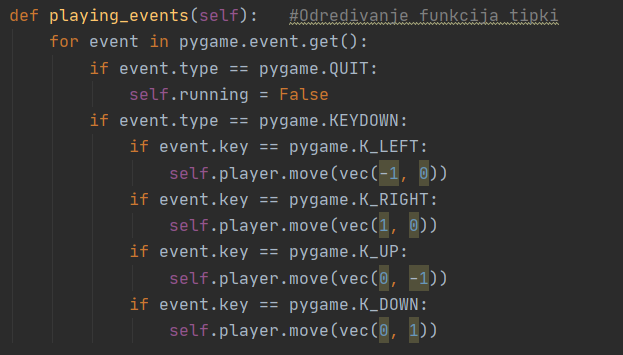 def playing_events(self):   #Odredivanje funkcija tipki
    for event in pygame.event.get():
        if event.type == pygame.QUIT:
            self.running = False
        if event.type == pygame.KEYDOWN:
            if event.key == pygame.K_LEFT:
                self.player.move(vec(-1, 0))
            if event.key == pygame.K_RIGHT:
                self.player.move(vec(1, 0))
            if event.key == pygame.K_UP:
                self.player.move(vec(0, -1))
            if event.key == pygame.K_DOWN:
                self.player.move(vec(0, 1))